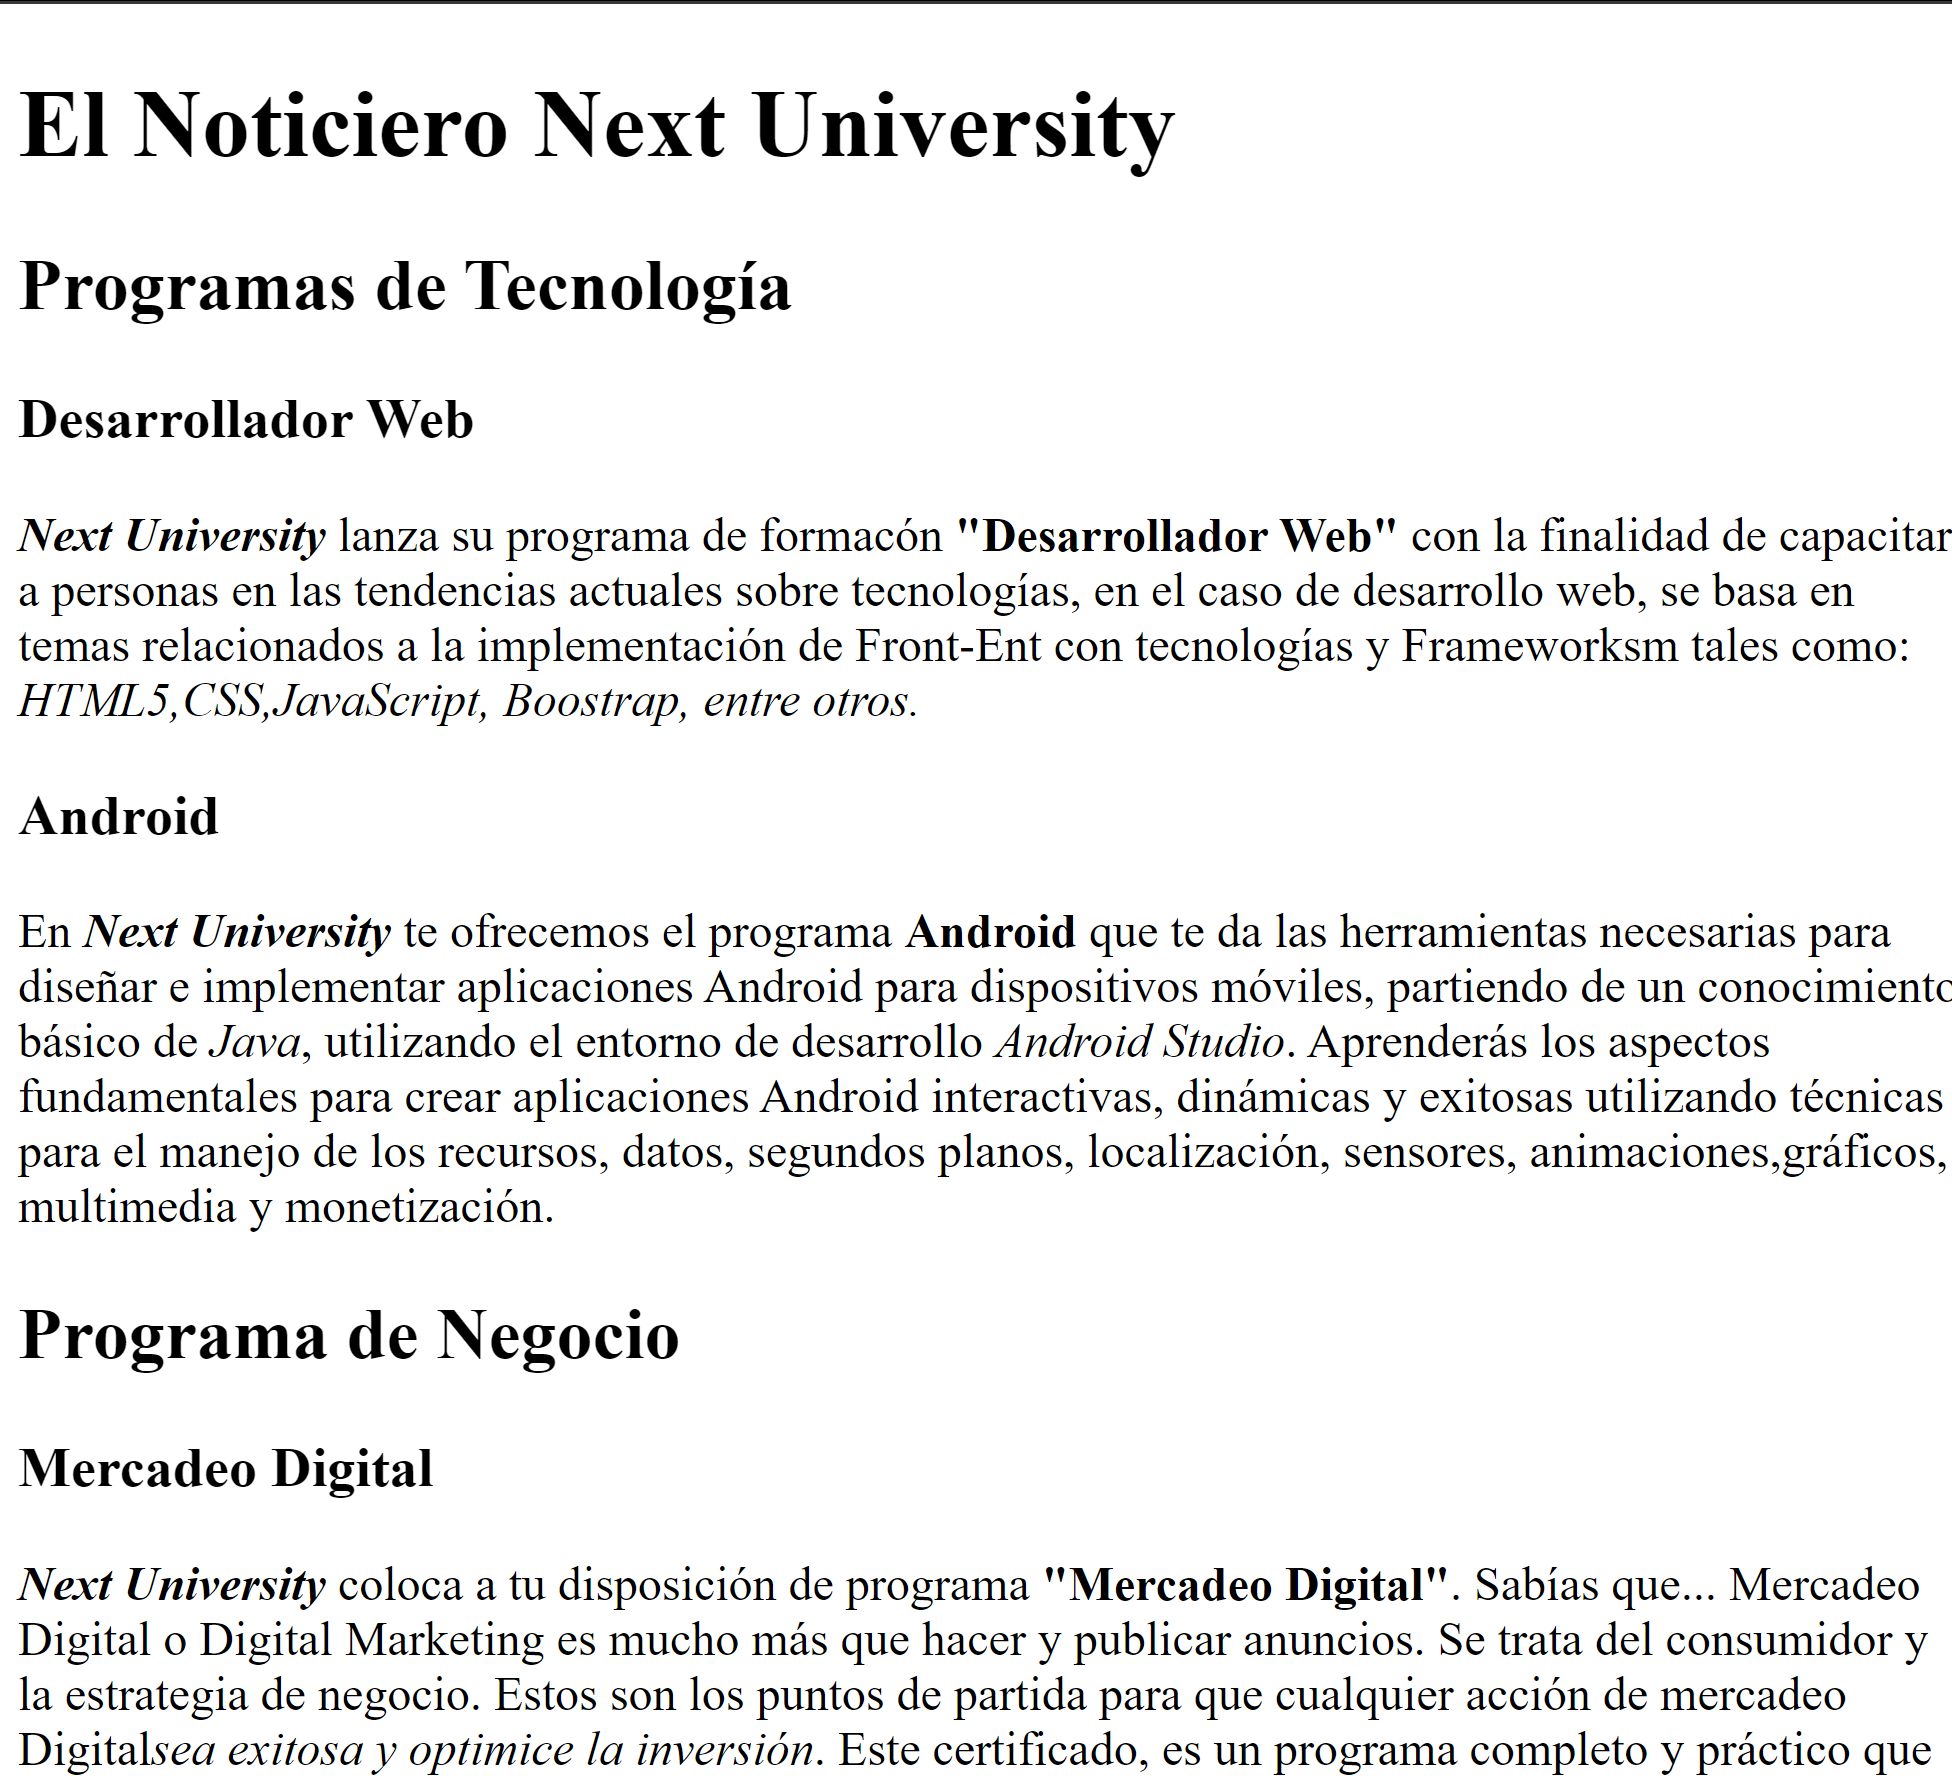 El Noticiero Next University
Programas de Tecnología
Desarrollador Web
Next University lanza su programa de formacón "Desarrollador Web" con la finalidad de capacitar
a personas en las tendencias actuales sobre tecnologías, en el caso de desarrollo web, se basa en
temas relacionados a la implementación de Front-Ent con tecnologías y Frameworksm tales como:
HTML5,CSS,JavaScript, Boostrap, entre otros.
Android
En Next University te ofrecemos el programa Android que te da las herramientas necesarias para
diseñar e implementar aplicaciones Android para dispositivos móviles, partiendo de un conocimiento
básico de Java, utilizando el entorno de desarrollo Android Studio. Aprenderás los aspectos
fundamentales para crear aplicaciones Android interactivas, dinámicas y exitosas utilizando técnicas
para el manejo de los recursos, datos, segundos planos, localización, sensores, animaciones,gráficos,
multimedia y monetización.
Programa de Negocio
Mercadeo Digital
Next University coloca a tu disposición de programa "Mercadeo Digital". Sabías que... Mercadeo
Digital o Digital Marketing es mucho más que hacer y publicar anuncios. Se trata del consumidor y
la estrategia de negocio. Estos son los puntos de partida para que cualquier acción de mercadeo
Digitalsea exitosa y optimice la inversión. Este certificado, es un programa completo y práctico que